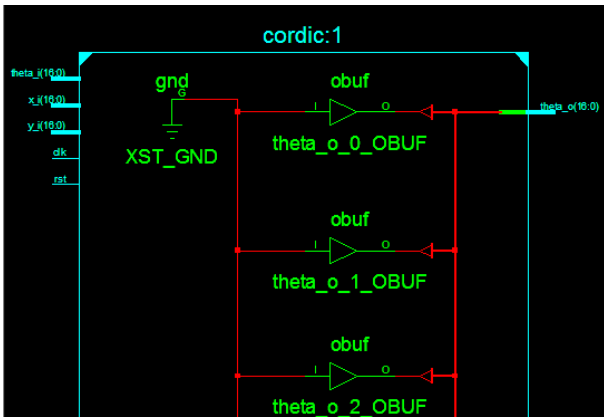 cordic:1
theta_i(16:0)
x_i(16:0)
y_i(16:0)
clk
rst
gnd
G
XST_GND
obuf
I
O
theta_o_0_OBUF
theta_o(16:0)
obuf
I
O
theta_o_1_OBUF
obuf
I
O
theta_o_2_OBUF